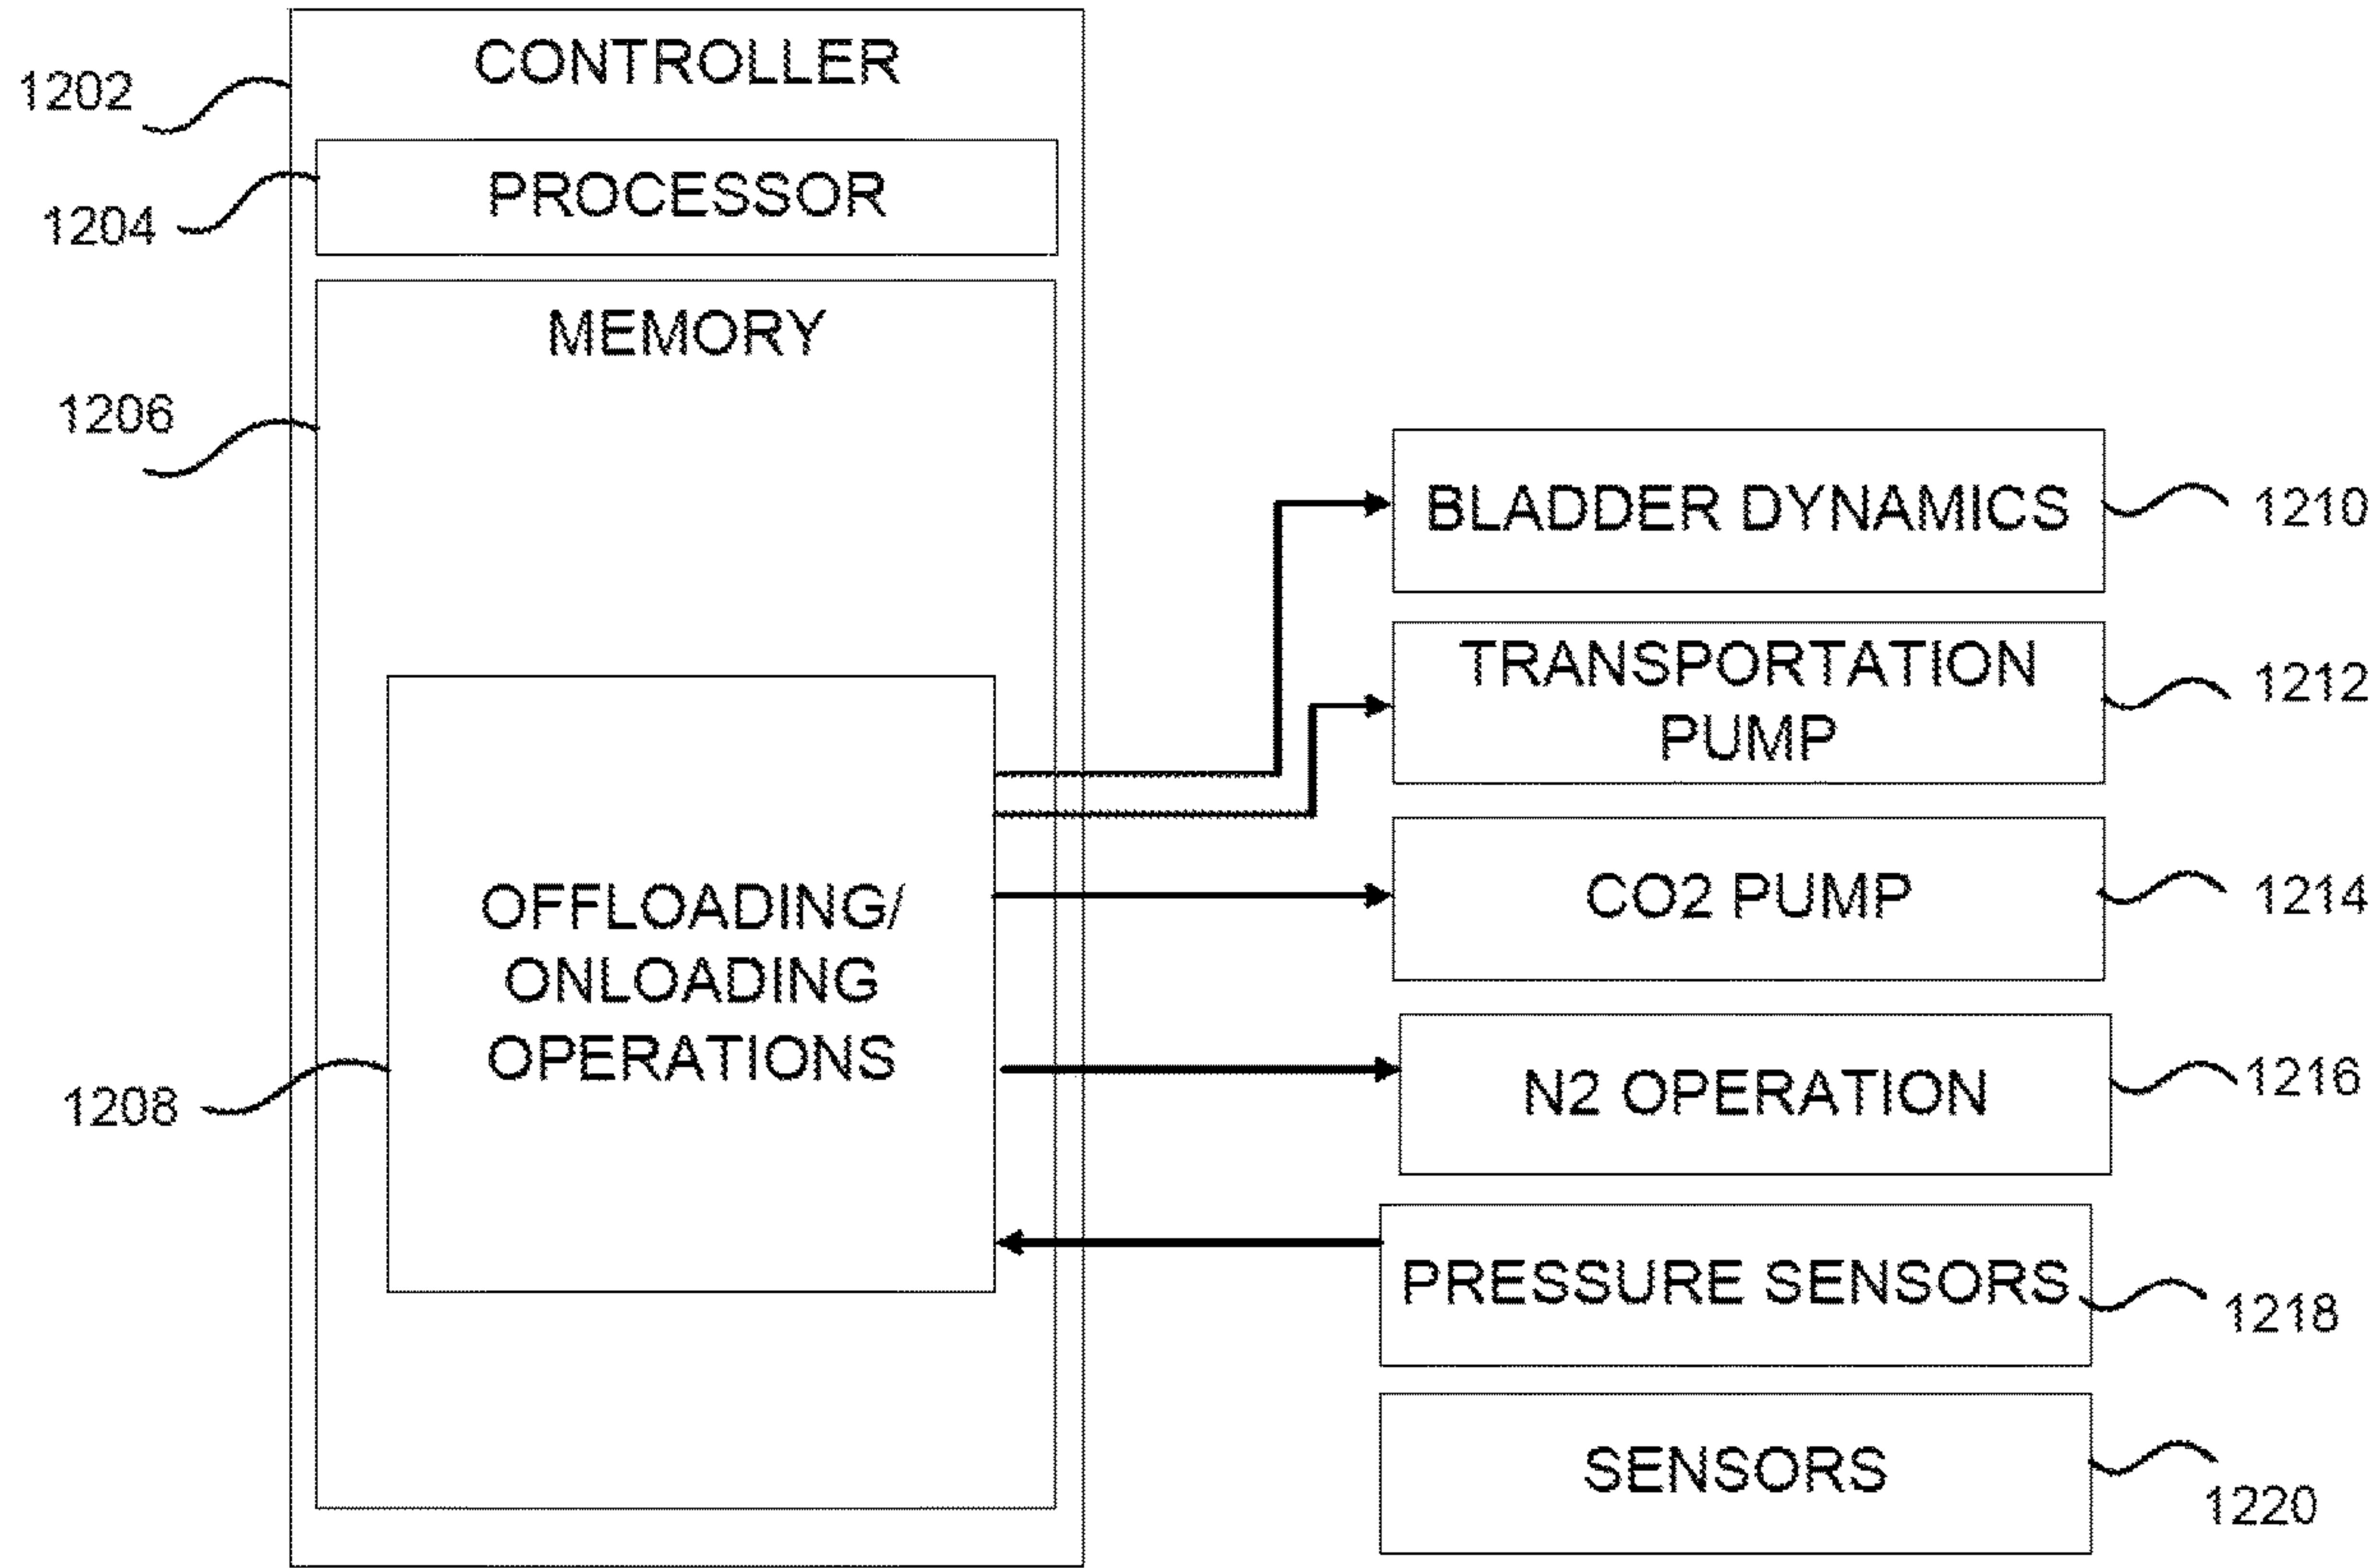 CONTROLLER
1202
PROCESSOR
1204
MEMORY
1206
BLADDER DYNAMICS
1210
TRANSPORTATION
PUMP
1212
OFFLOADING/
ONLOADING
OPERATIONS
1208
CO2 PUMP
1214
N2 OPERATION
1216
PRESSURE SENSORS
1218
SENSORS
1220